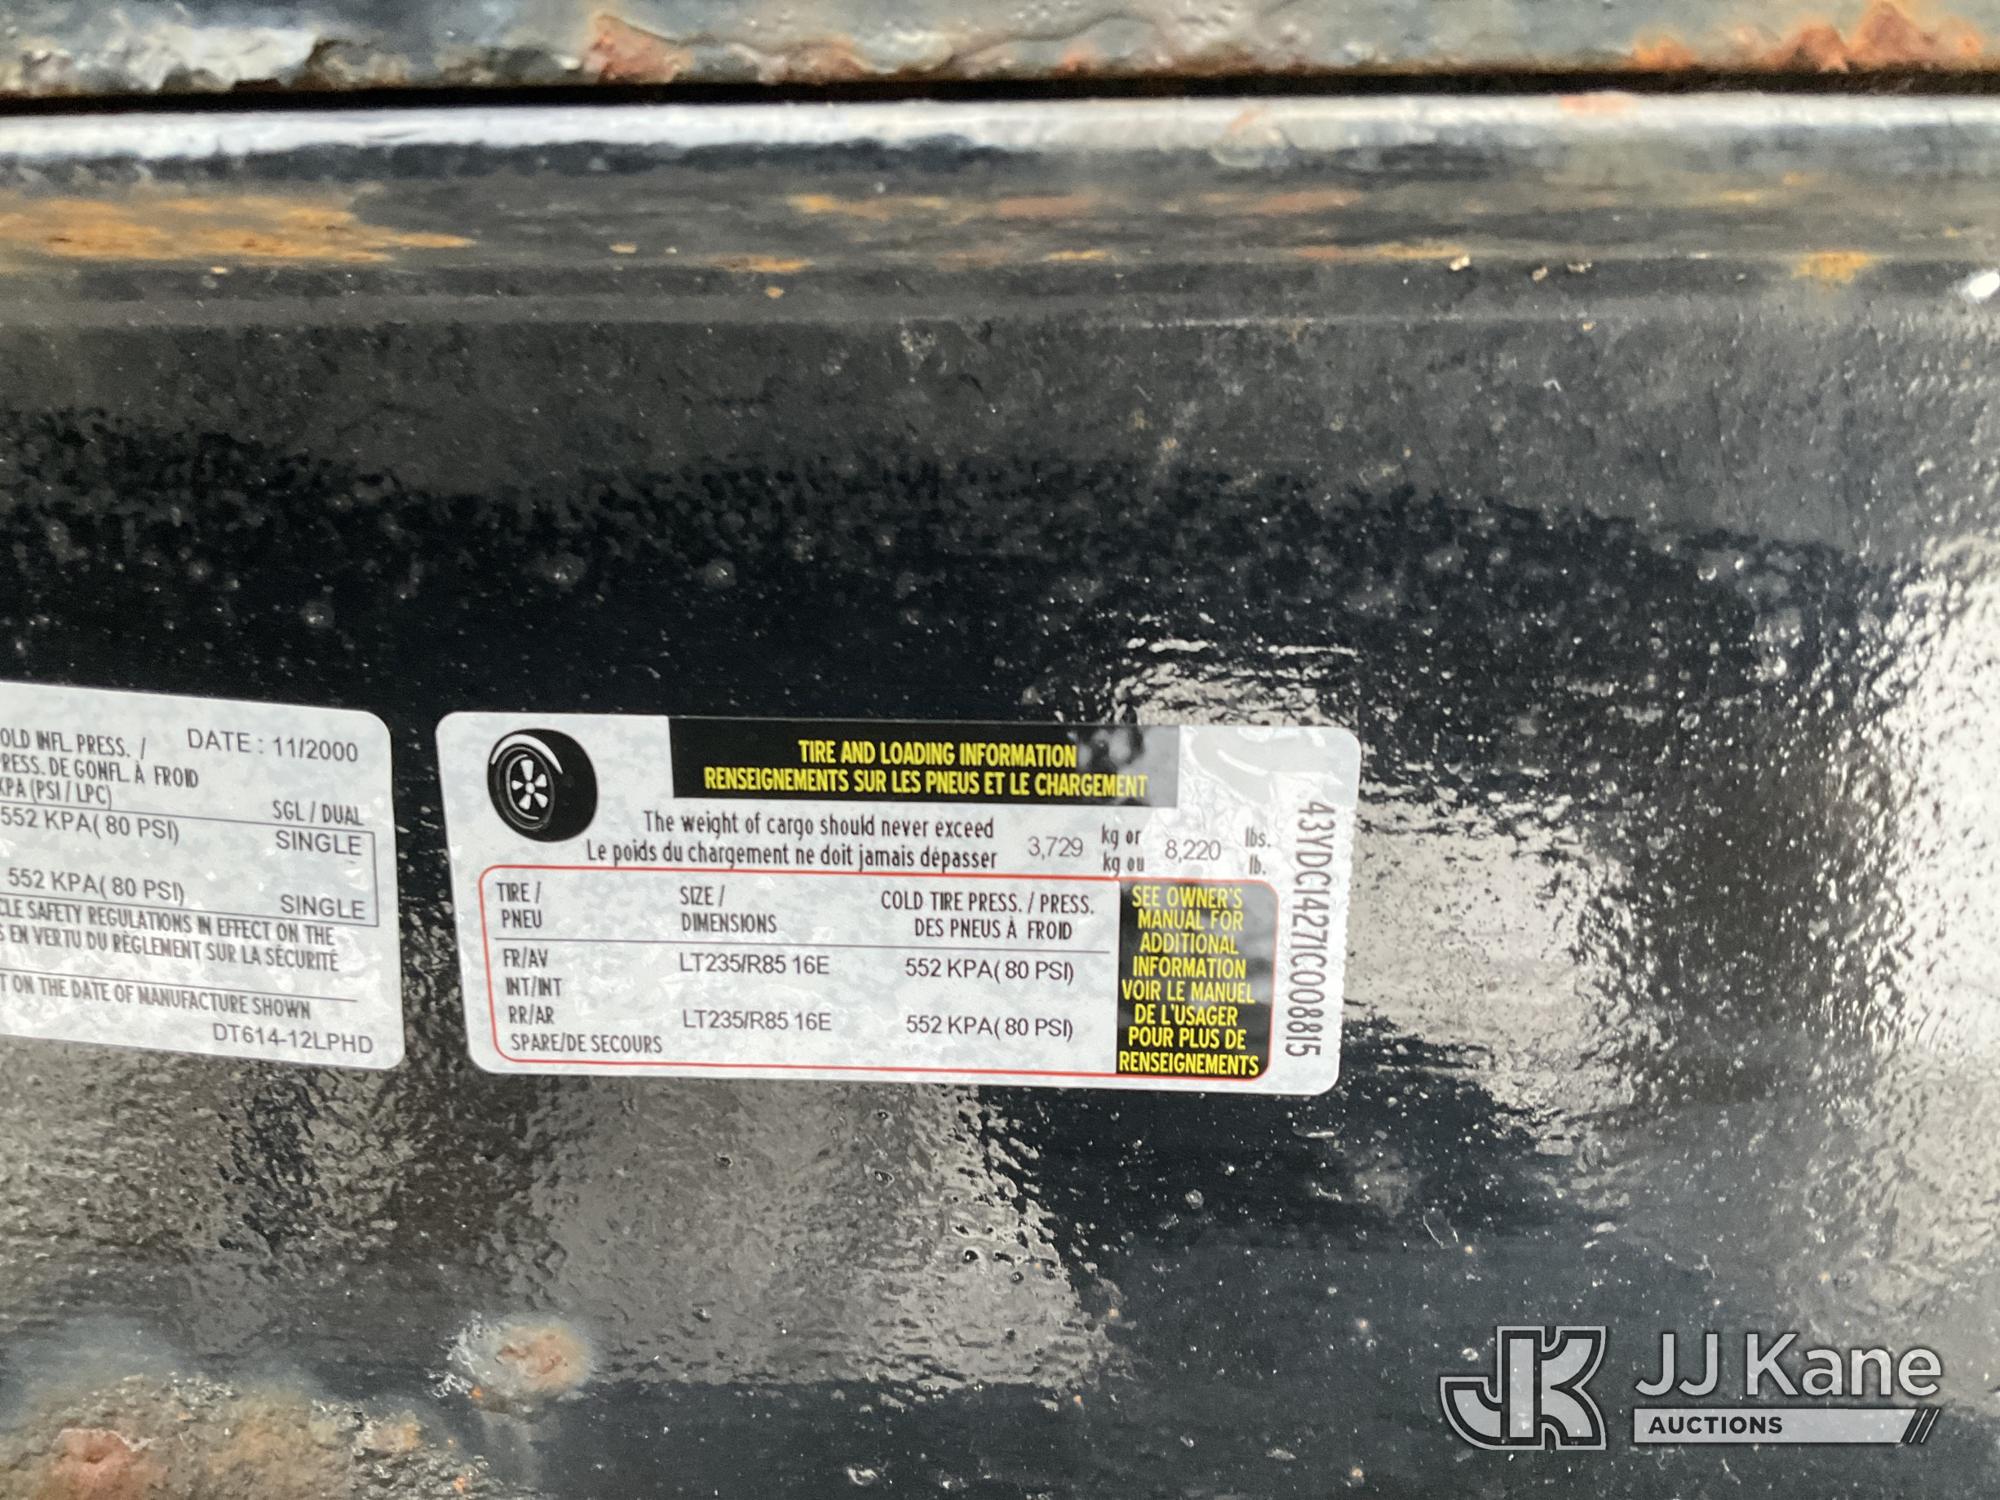 OLD INFL. PRESS. / DATE : 11/2000
RESS. DE GONFL. À FROID
KPA (PSI / LPC) SGL / DUAL
552 KPA( 80 PSI) SINGLE
552 KPA( 80 PSI) SINGLE
CLE SAFETY REGULATIONS IN EFFECT ON THE
S EN VERTU DU RÈGLEMENT SUR LA SÉCURITÉ
T ON THE DATE OF MANUFACTURE SHOWN
DT614-12LPHD
TIRE AND LOADING INFORMATION
RENSEIGNEMENTS SUR LES PNEUS ET LE CHARGEMENT
The weight of cargo should never exceed 3,729 kg or 8,220 lbs.
Le poids du chargement ne doit jamais dépasser kg ou lb.
TIRE / SIZE / COLD TIRE PRESS. / PRESS.
PNEU DIMENSIONS DES PNEUS À FROID
FR/AV LT235/R85 16E 552 KPA( 80 PSI)
INT/INT
RR/AR LT235/R85 16E 552 KPA( 80 PSI)
SPARE/DE SECOURS
SEE OWNER'S
MANUAL FOR
ADDITIONAL
INFORMATION
VOIR LE MANUEL
DE L'USAGER
POUR PLUS DE
RENSEIGNEMENTS
43YDC14271C008815
JJ Kane
AUCTIONS